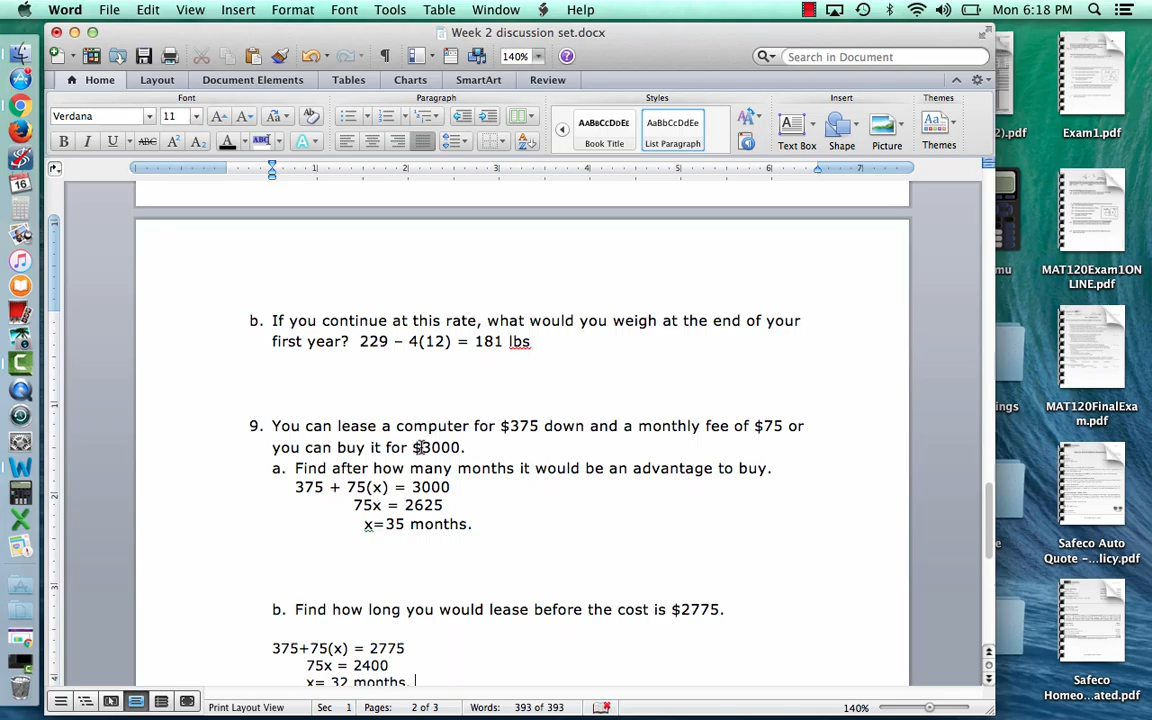 Word File Edit View Insert Format Font Tools Table Window Help Mon 6:18 PM
Week 2 discussion set.docx
140% Search in Document
Home Layout Document Elements Tables Charts SmartArt Review
Font Paragraph Styles Insert Themes
Verdana 11 AaBbCcDdEe AaBbCcDdEe
Book Title List Paragraph Text Box Shape Picture Themes
b. If you continue at this rate, what would you weigh at the end of your
first year? 229 – 4(12) = 181 lbs
9. You can lease a computer for $375 down and a monthly fee of $75 or
you can buy it for $3000.
a. Find after how many months it would be an advantage to buy.
375 + 75(x) = 3000
75x = 2625
x=35 months.
b. Find how long you would lease before the cost is $2775.
375+75(x) = 2775
75x = 2400
x= 32 months.
Print Layout View Sec 1 Pages: 2 of 3 Words: 393 of 393 140%
2).pdf
Exam1.pdf
mu
MAT120Exam1ON
LINE.pdf
ings
MAT120FinalExa
m.pdf
e
Safeco Auto
Quote –...licy.pdf
Safeco
Homeo...ated.pdf